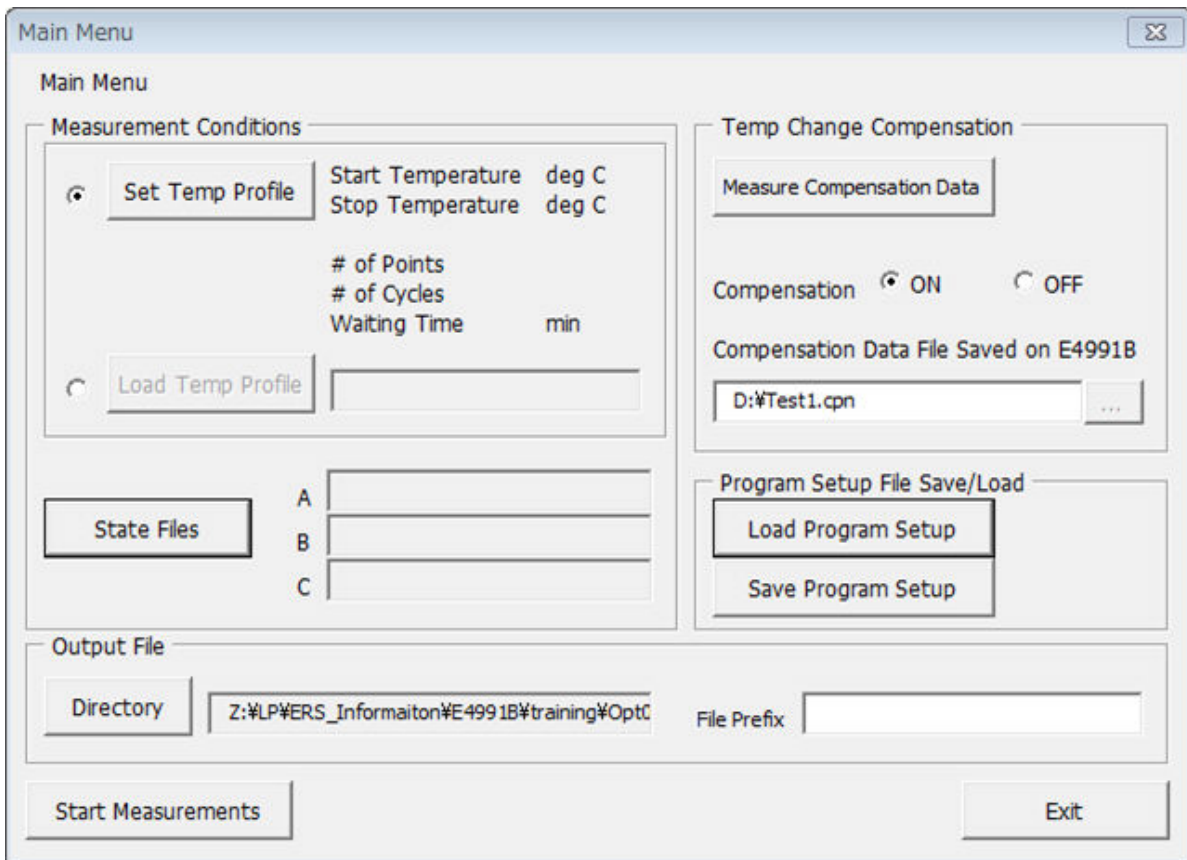 Main Menu
Main Menu
Measurement Conditions
Set Temp Profile
Start Temperature deg C
Stop Temperature deg C
# of Points
# of Cycles
Waiting Time min
Load Temp Profile
State Files
A
B
C
Temp Change Compensation
Measure Compensation Data
Compensation ON OFF
Compensation Data File Saved on E4991B
D:¥Test1.cpn
...
Program Setup File Save/Load
Load Program Setup
Save Program Setup
Output File
Directory
Z:¥LP¥ERS_Informaiton¥E4991B¥training¥Opt0
File Prefix
Start Measurements
Exit